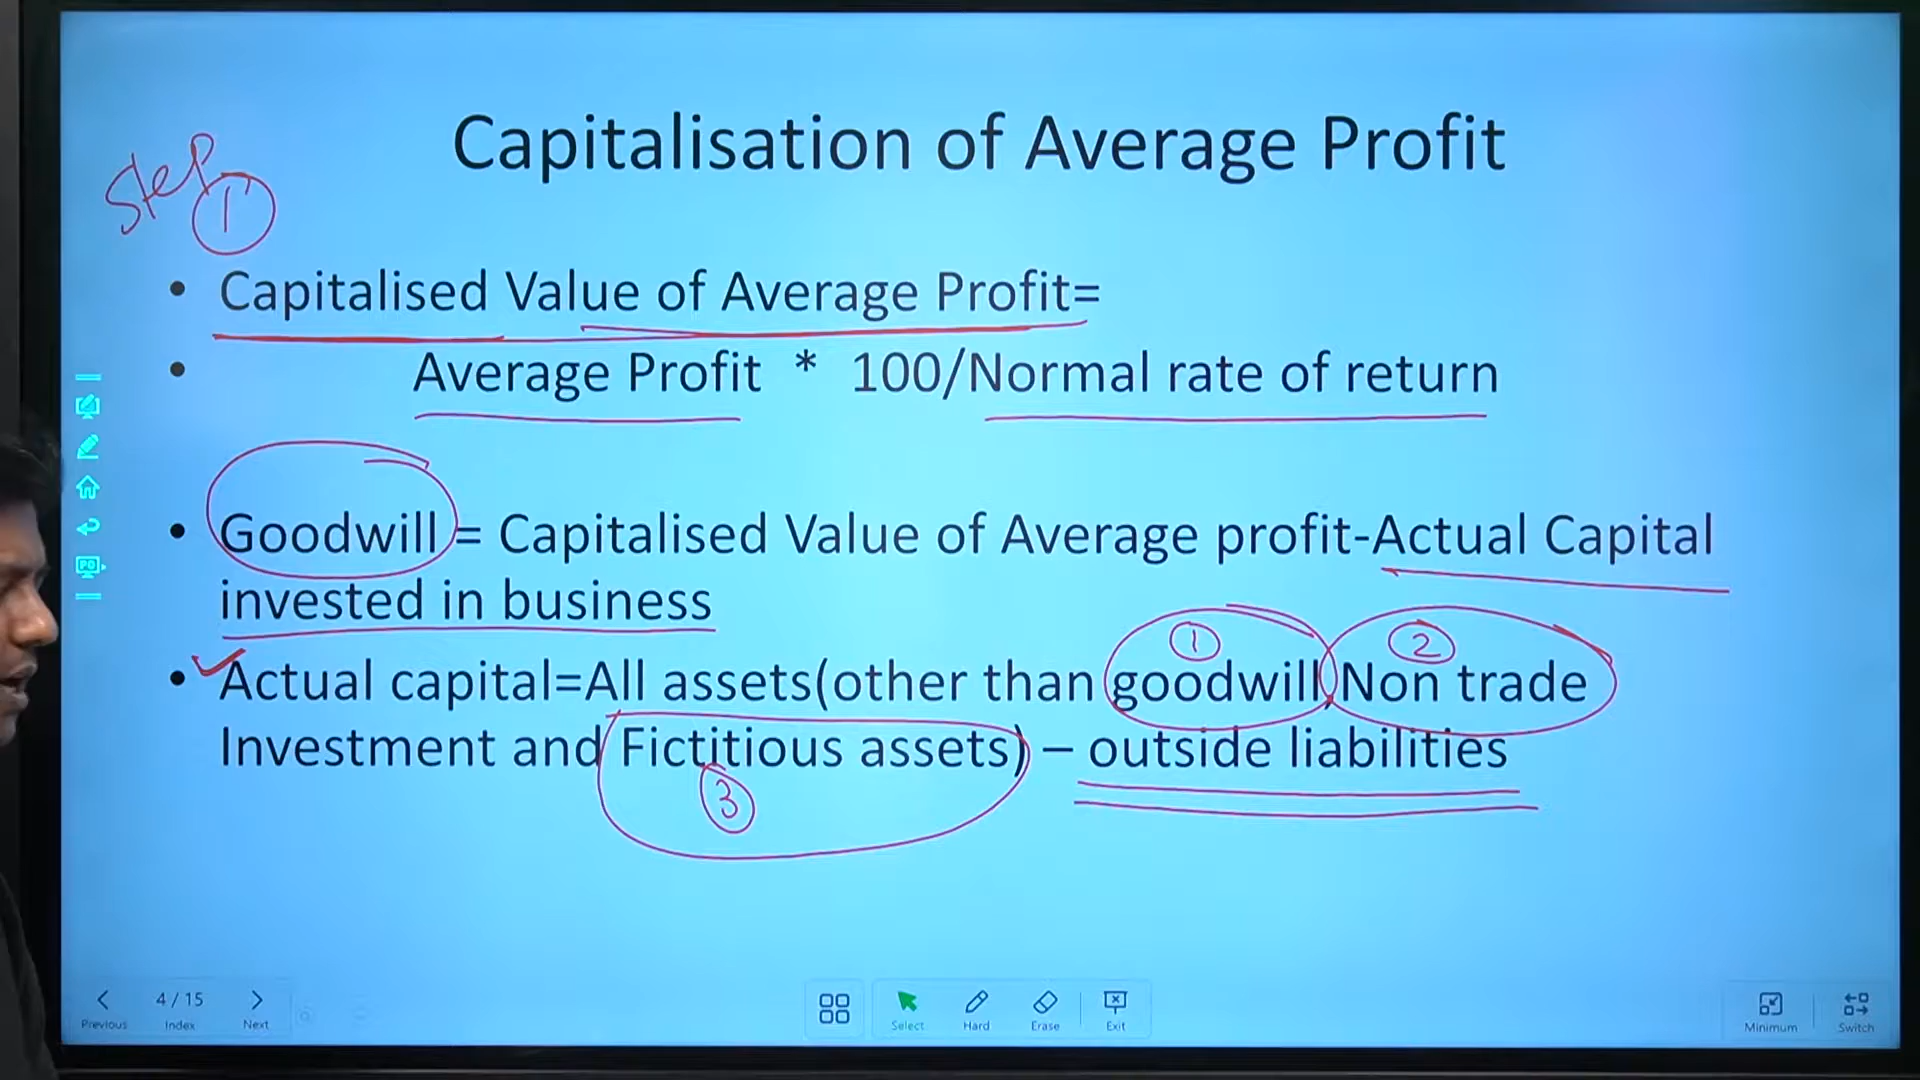 Capitalisation of Average Profit
Step 1
• Capitalised Value of Average Profit=
• Average Profit * 100/Normal rate of return
• Goodwill = Capitalised Value of Average profit-Actual Capital
invested in business
1 2
• Actual capital=All assets(other than goodwill,Non trade
Investment and Fictitious assets) – outside liabilities
3
4 / 15
Previous Index Next
Select Hard Erase Exit
Minimum Switch